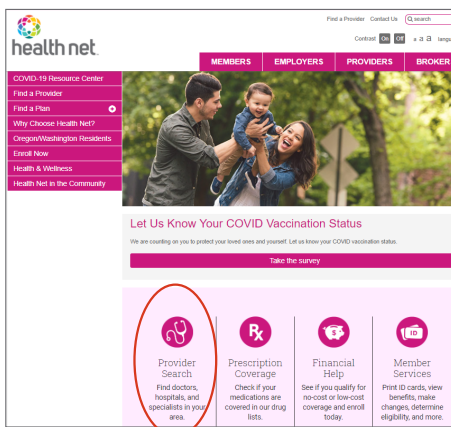 Find a Provider Contact Us search
Contrast On Off a a a langu
health net.
MEMBERS EMPLOYERS PROVIDERS BROKER
COVID-19 Resource Center
Find a Provider
Find a Plan
Why Choose Health Net?
Oregon/Washington Residents
Enroll Now
Health & Wellness
Health Net in the Community
Let Us Know Your COVID Vaccination Status
We are counting on you to protect your loved ones and yourself. Let us know your COVID vaccination status.
Take the survey
Rx
$
ID
Provider
Search
Find doctors,
hospitals, and
specialists in your
area.
Prescription
Coverage
Check if your
medications are
covered in our drug
lists.
Financial
Help
See if you qualify for
no-cost or low-cost
coverage and enroll
today.
Member
Services
Print ID cards, view
benefits, make
changes, determine
eligibility, and more.